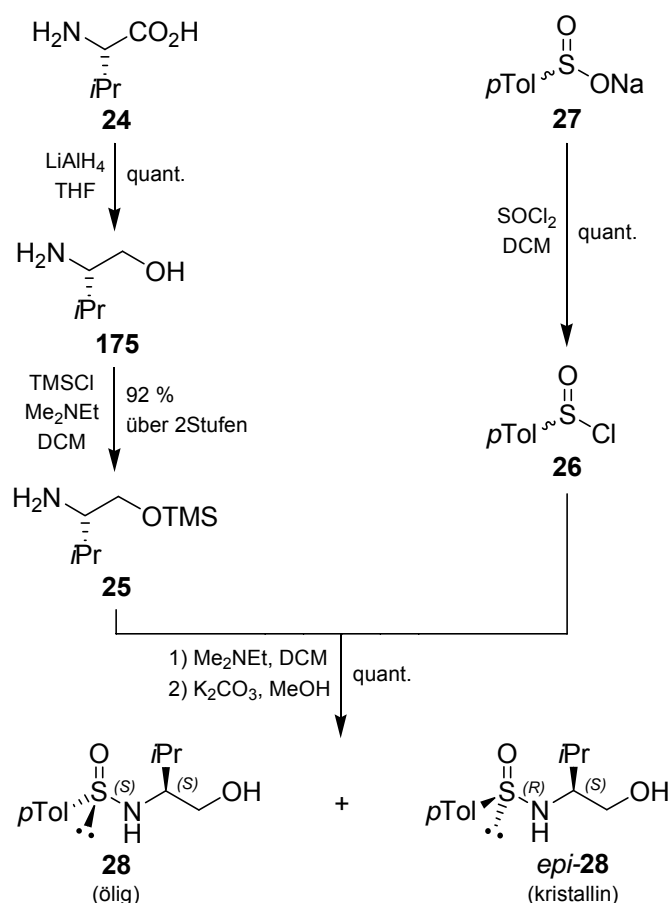 H₂N CO₂H
iPr
24
LiAlH₄
THF
quant.
H₂N OH
iPr
175
TMSCl
Me₂NEt
DCM
92 %
über 2Stufen
H₂N OTMS
iPr
25
O
S
pTol ONa
27
SOCl₂
DCM
quant.
O
S
pTol Cl
26
1) Me₂NEt, DCM
2) K₂CO₃, MeOH
quant.
O iPr
S (S) (S) OH
pTol N
H
28
(ölig)
+
O iPr
S (R) (S) OH
pTol N
H
epi-28
(kristallin)